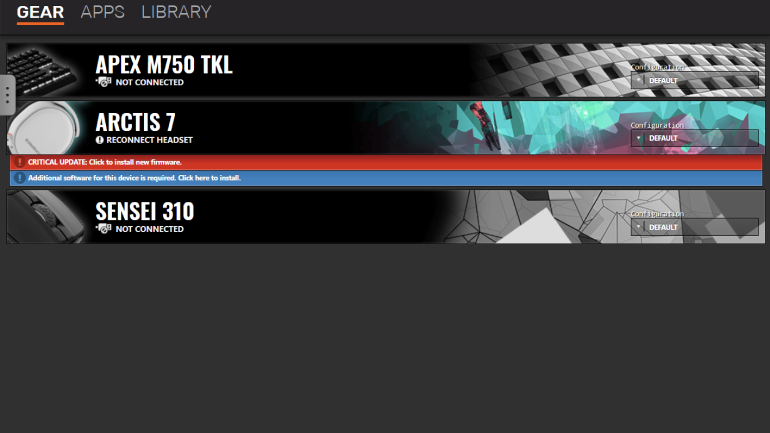 GEAR APPS LIBRARY
APEX M750 TKL
NOT CONNECTED
Configuration
DEFAULT
ARCTIS 7
RECONNECT HEADSET
Configuration
DEFAULT
CRITICAL UPDATE: Click to install new firmware.
Additional software for this device is required. Click here to install.
SENSEI 310
NOT CONNECTED
Configuration
DEFAULT